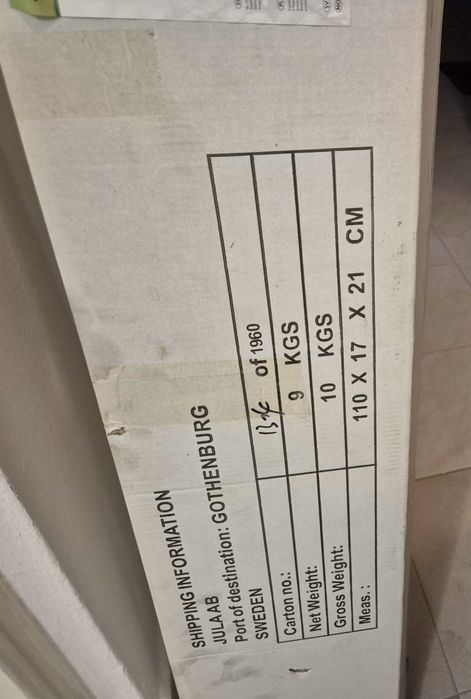 SHIPPING INFORMATION
JULA AB
Port of destination: GOTHENBURG
SWEDEN
Carton no.: of 1960
Net Weight: 9 KGS
Gross Weight: 10 KGS
Meas.: 110 X 17 X 21 CM